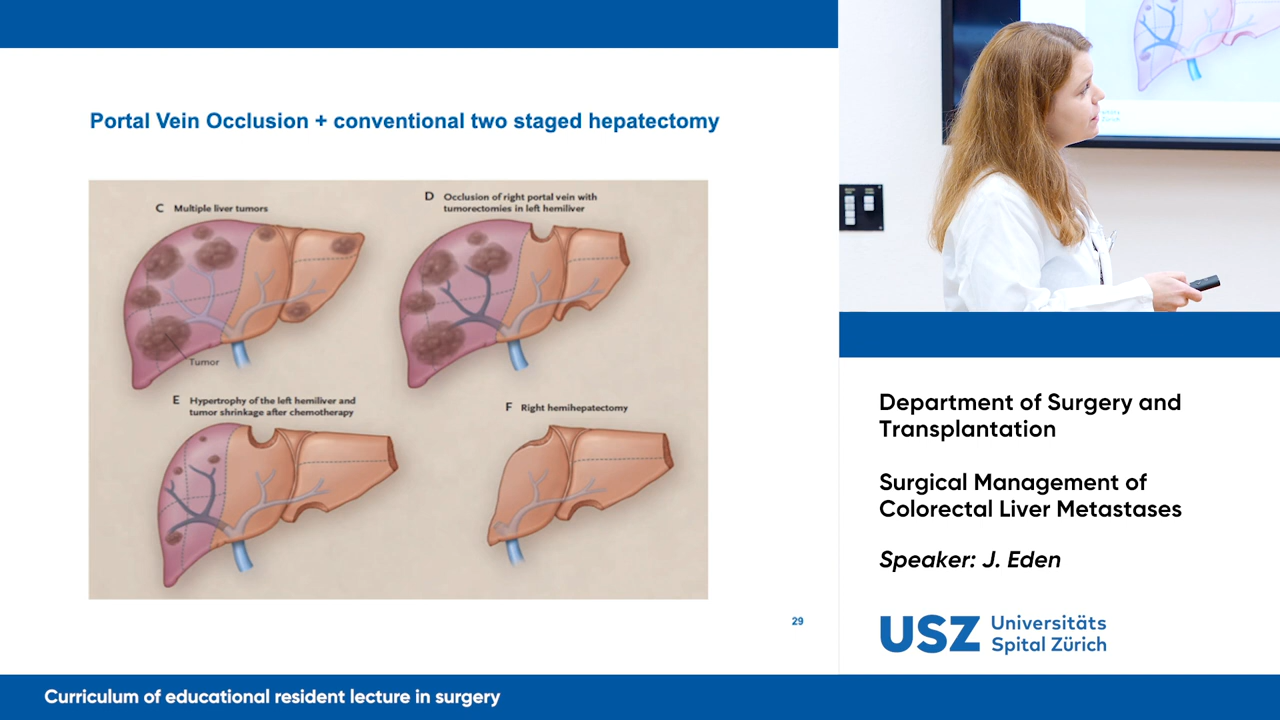 Portal Vein Occlusion + conventional two staged hepatectomy
C Multiple liver tumors
D Occlusion of right portal vein with
tumorectomies in left hemiliver
Tumor
E Hypertrophy of the left hemiliver and
tumor shrinkage after chemotherapy
F Right hemihepatectomy
29
Department of Surgery and
Transplantation
Surgical Management of
Colorectal Liver Metastases
Speaker: J. Eden
USZ Universitäts
Spital Zürich
Curriculum of educational resident lecture in surgery